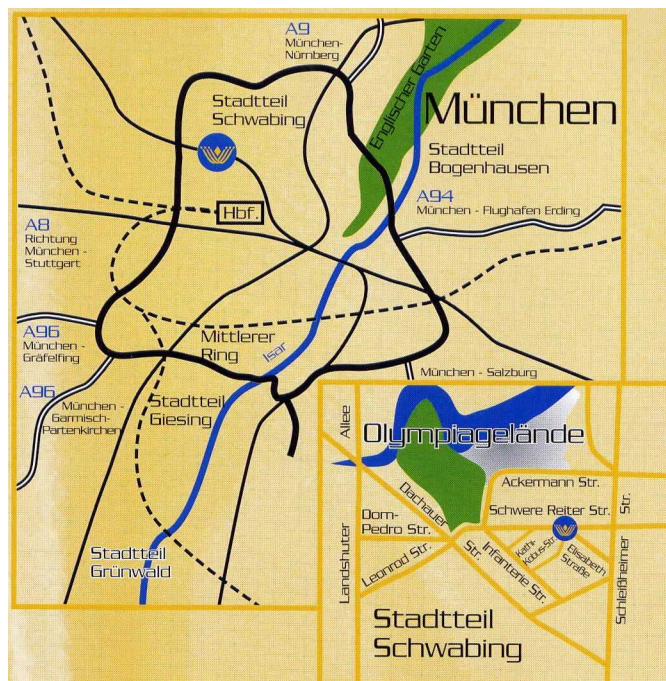 A9
München-
Nürnberg
Stadtteil
Schwabing
Englischer Garten
München
Stadtteil
Bogenhausen
A94
München - Flughafen Erding
Hbf.
A8
Richtung
München -
Stuttgart
A96
München -
Gräfelfing
Mittlerer
Ring
Isar
A96
München -
Garmisch-
Partenkirchen
Stadtteil
Giesing
München - Salzburg
Stadtteil
Grünwald
Allee
Olympiagelände
Ackermann Str.
Dachauer
Schwere Reiter Str.
Str.
Dom-
Pedro Str.
Landshuter
Leonrod Str.
Str.
Infanterie Str.
Kathi-
Kobus-Str.
Elisabeth
Straße
Schleißheimer
Stadtteil
Schwabing